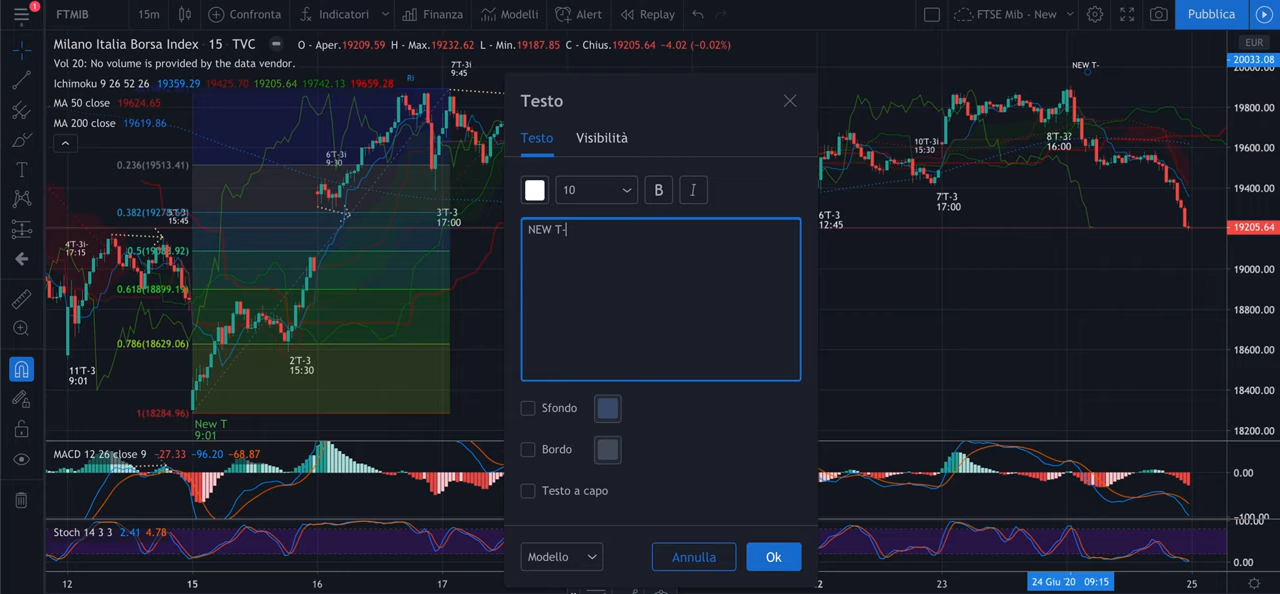 1
FTMIB
15m
Confronta
Indicatori
Finanza
Modelli
Alert
Replay
FTSE Mib - New
Pubblica
Milano Italia Borsa Index · 15 · TVC
O - Aper.19209.59 H - Max.19232.62 L - Min.19187.85 C - Chius.19205.64 -4.02 (-0.02%)
Vol 20: No volume is provided by the data vendor.
Ichimoku 9 26 52 26 19359.29 19425.70 19205.64 19742.13 19659.28
MA 50 close 19624.65
MA 200 close 19619.86
Ri
7'T-3i
9:45
6'T-3i
9:30
0.236(19513.41)
15:45
4'T-3i-
17:15
0.618(18899.19)
0.786(18629.06)
1(18284.96)
3'T-3
17:00
2'T-3
15:30
11'T-3
9:01
New T
9:01
Testo
Testo
Visibilità
10
B
I
NEW T-
Sfondo
Bordo
Testo a capo
Modello
Annulla
Ok
NEW T-
10'T-3i
15:30
8'T-3?
16:00
7'T-3
17:00
6'T-3
12:45
EUR
20033.08
20000.00
19800.00
19600.00
19400.00
19205.64
19000.00
18800.00
18600.00
18400.00
18200.00
MACD 12 26 close 9 -27.33 -96.20 -68.87
0.00
-100.00
Stoch 14 3 3 2.41 4.78
100.00
0.00
12
15
16
17
23
24 Giu '20 09:15
25